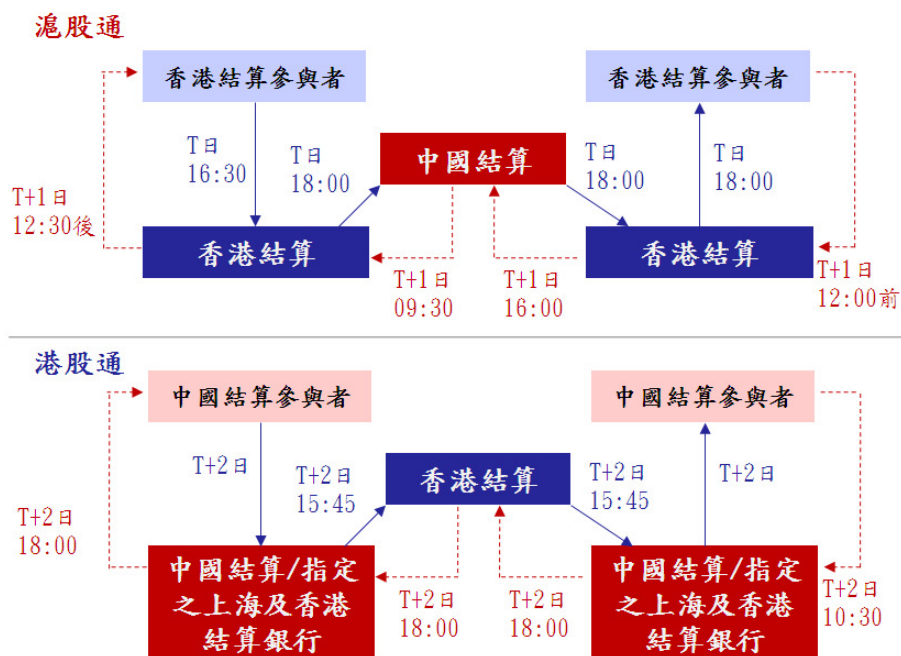 滬股通
香港結算參與者
香港結算參與者
T日
16:30
T日
18:00
中國結算
T日
18:00
T日
18:00
T+1日
12:30後
香港結算
香港結算
T+1日
09:30
T+1日
16:00
T+1日
12:00前
港股通
中國結算參與者
中國結算參與者
T+2日
T+2日
15:45
香港結算
T+2日
15:45
T+2日
T+2日
18:00
中國結算/指定
之上海及香港
結算銀行
T+2日
18:00
T+2日
18:00
中國結算/指定
之上海及香港
結算銀行
T+2日
10:30